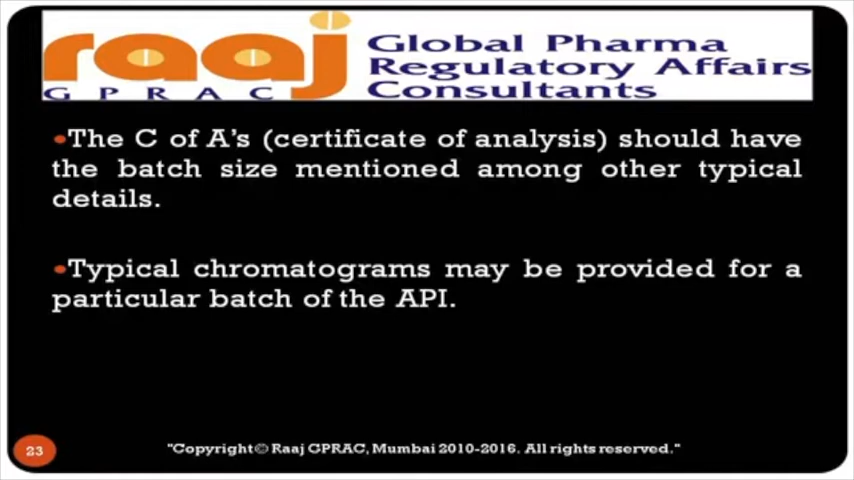 raaj
GPRAC
Global Pharma
Regulatory Affairs
Consultants
•The C of A's (certificate of analysis) should have
the batch size mentioned among other typical
details.
•Typical chromatograms may be provided for a
particular batch of the API.
23
"Copyright© Raaj GPRAC, Mumbai 2010-2016. All rights reserved."